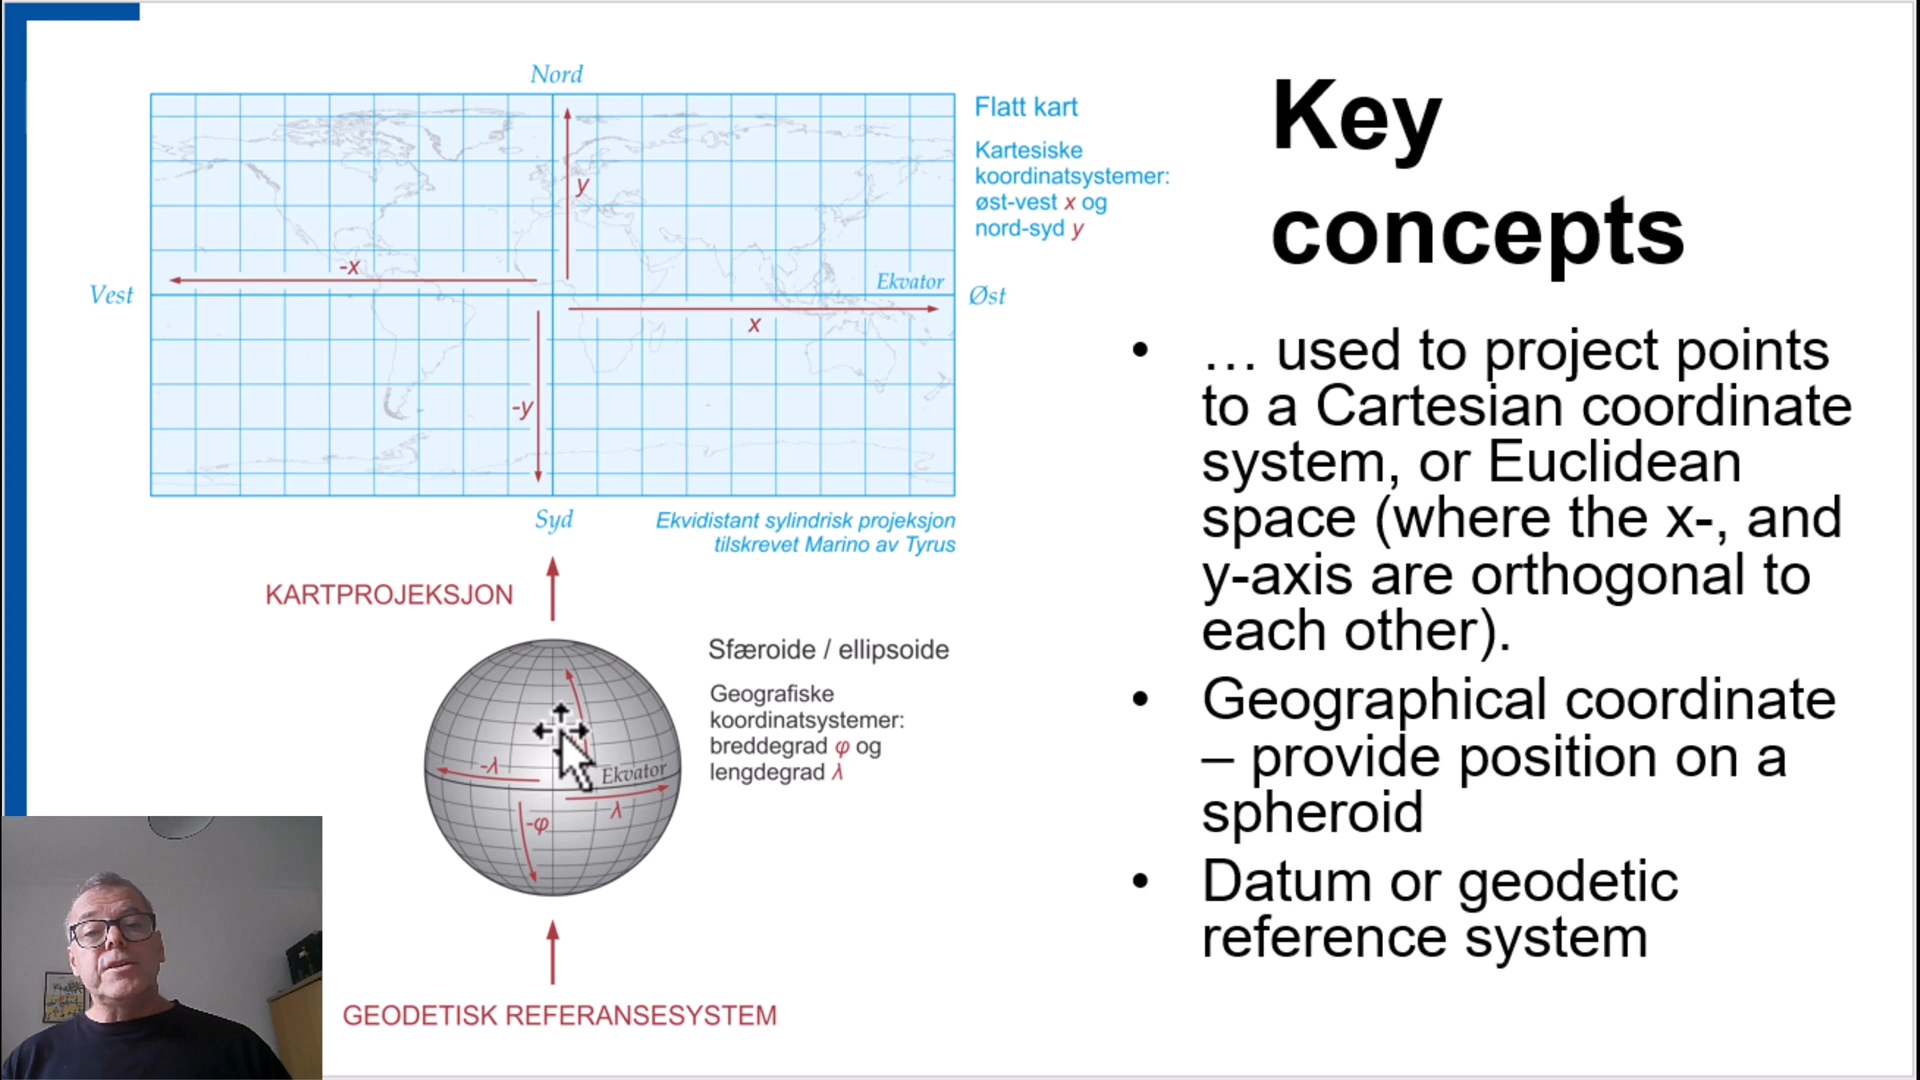 Nord
Flatt kart
Kartesiske
koordinatsystemer:
øst-vest x og
nord-syd y
y
-x
Ekvator
Vest
Øst
x
-y
Syd
Ekvidistant sylindrisk projeksjon
tilskrevet Marino av Tyrus
KARTPROJEKSJON
Sfæroide / ellipsoide
Geografiske
koordinatsystemer:
breddegrad φ og
lengdegrad λ
-λ
Ekvator
λ
-φ
GEODETISK REFERANSESYSTEM
Key
concepts
• … used to project points
to a Cartesian coordinate
system, or Euclidean
space (where the x-, and
y-axis are orthogonal to
each other).
• Geographical coordinate
– provide position on a
spheroid
• Datum or geodetic
reference system